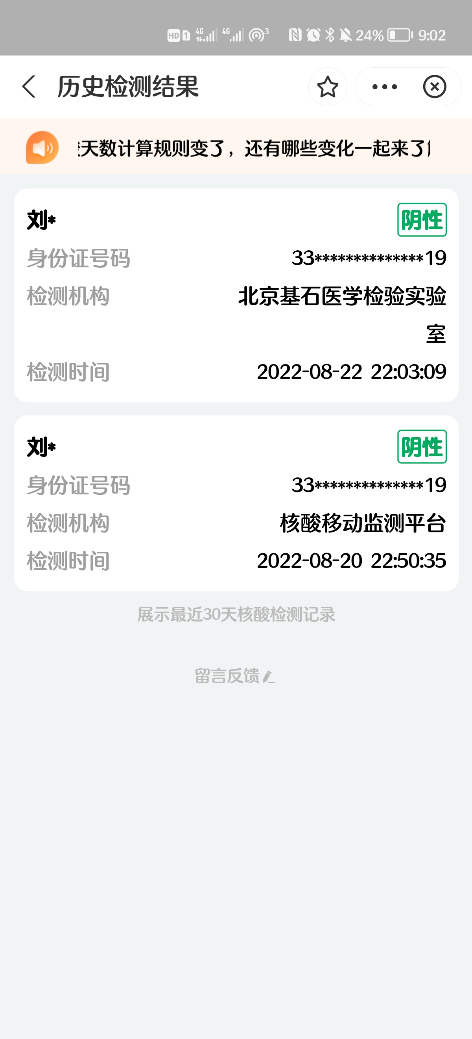 HD 1 4G 4G 3 24% 9:02
历史检测结果
天数计算规则变了，还有哪些变化一起来了
刘* 阴性
身份证号码 33**************19
检测机构 北京基石医学检验实验
室
检测时间 2022-08-22 22:03:09
刘* 阴性
身份证号码 33**************19
检测机构 核酸移动监测平台
检测时间 2022-08-20 22:50:35
展示最近30天核酸检测记录
留言反馈